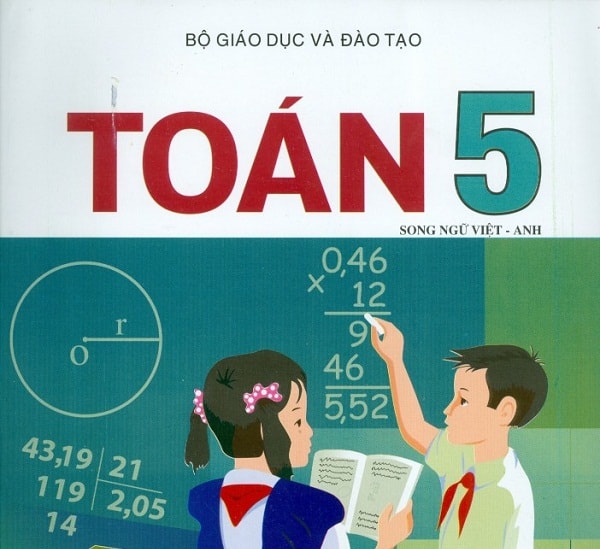 BỘ GIÁO DỤC VÀ ĐÀO TẠO
TOÁN 5
SONG NGỮ VIỆT - ANH
0,46
× 12
9
46
5,52
r
O
43,19 21
119 2,05
14